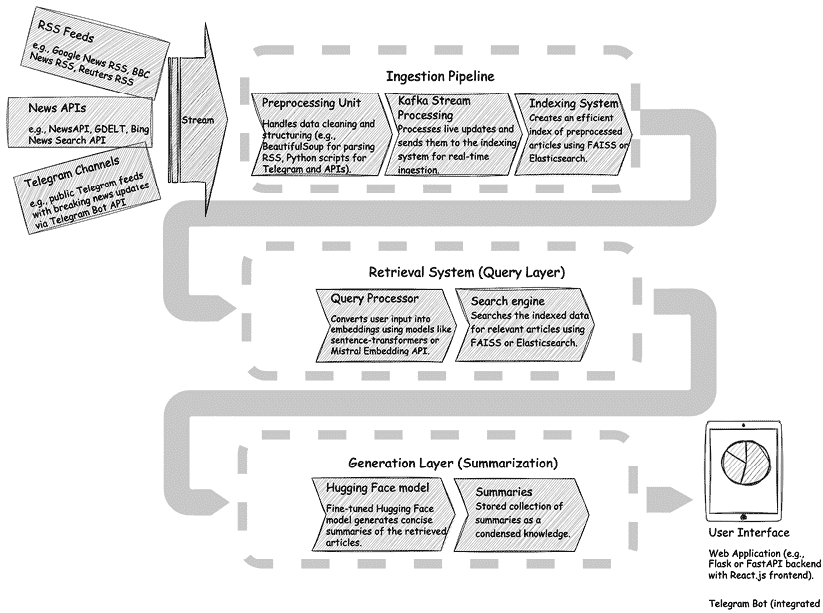 RSS Feeds
e.g., Google News RSS, BBC
News RSS, Reuters RSS
News APIs
e.g., NewsAPI, GDELT, Bing
News Search API
Telegram Channels
e.g., public Telegram feeds
with breaking news updates
via Telegram Bot API
Stream
Ingestion Pipeline
Preprocessing Unit
Handles data cleaning and
structuring (e.g.,
BeautifulSoup for parsing
RSS, Python scripts for
Telegram and APIs).
Kafka Stream
Processing
Processes live updates and
sends them to the indexing
system for real-time
ingestion.
Indexing System
Creates an efficient
index of preprocessed
articles using FAISS or
Elasticsearch.
Retrieval System (Query Layer)
Query Processor
Converts user input into
embeddings using models like
sentence-transformers or
Mistral Embedding API.
Search engine
Searches the indexed data
for relevant articles using
FAISS or Elasticsearch.
Generation Layer (Summarization)
Hugging Face model
Fine-tuned Hugging Face
model generates concise
summaries of the retrieved
articles.
Summaries
Stored collection of
summaries as a
condensed knowledge.
User Interface
Web Application (e.g.,
Flask or FastAPI backend
with React.js frontend).
Telegram Bot (integrated